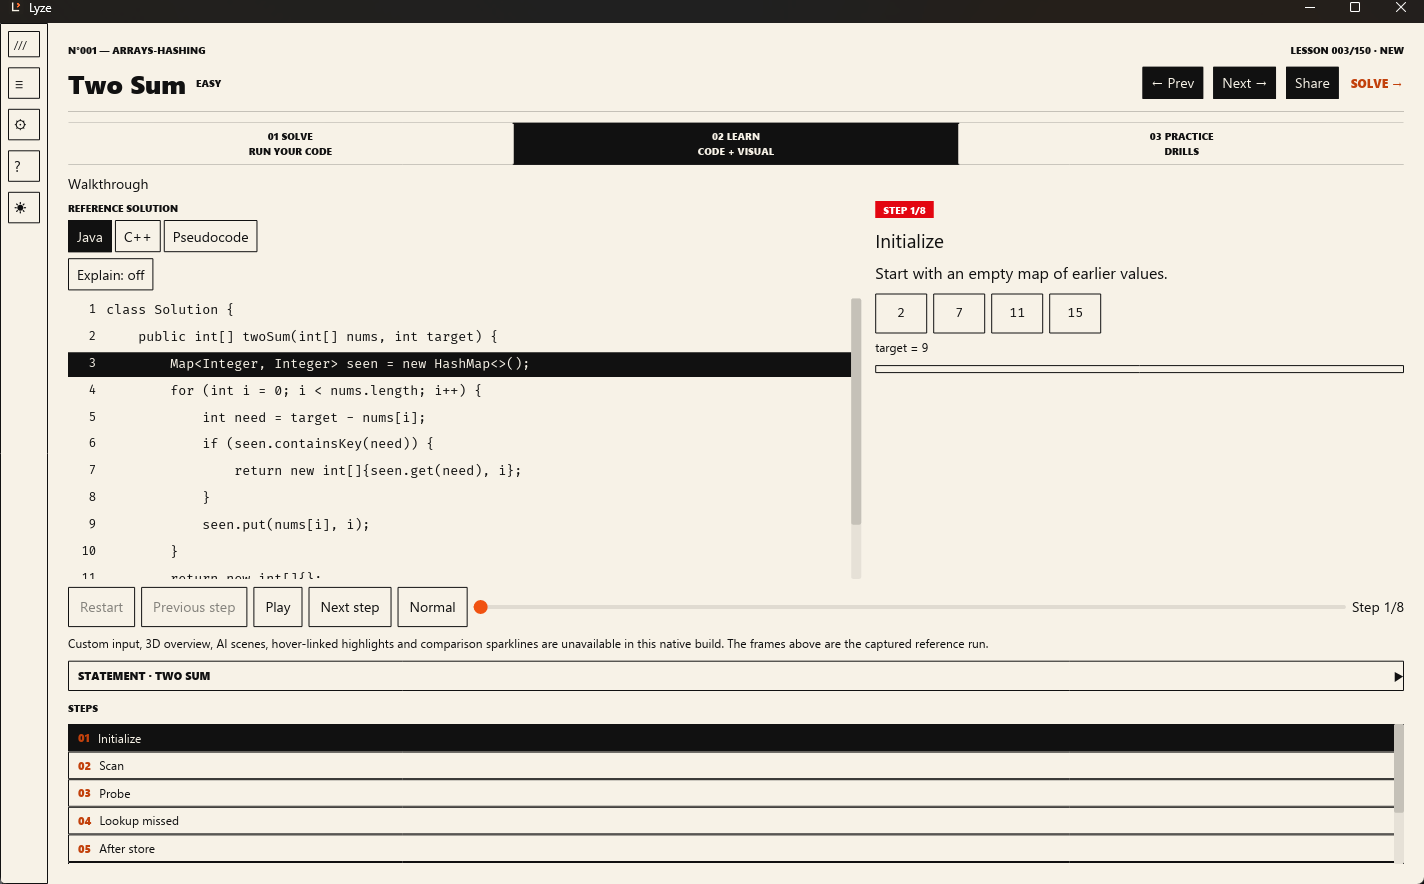 Lyze
///
N°001 — ARRAYS-HASHING
LESSON 003/150 · NEW
Two Sum EASY
← Prev
Next →
Share
SOLVE →
01 SOLVE
RUN YOUR CODE
02 LEARN
CODE + VISUAL
03 PRACTICE
DRILLS
?
Walkthrough
REFERENCE SOLUTION
Java
C++
Pseudocode
Explain: off
1 class Solution {
2     public int[] twoSum(int[] nums, int target) {
3         Map<Integer, Integer> seen = new HashMap<>();
4         for (int i = 0; i < nums.length; i++) {
5             int need = target - nums[i];
6             if (seen.containsKey(need)) {
7                 return new int[]{seen.get(need), i};
8             }
9             seen.put(nums[i], i);
10         }
11         return new int[]{};
STEP 1/8
Initialize
Start with an empty map of earlier values.
2 7 11 15
target = 9
Restart
Previous step
Play
Next step
Normal
Step 1/8
Custom input, 3D overview, AI scenes, hover-linked highlights and comparison sparklines are unavailable in this native build. The frames above are the captured reference run.
STATEMENT · TWO SUM
STEPS
01 Initialize
02 Scan
03 Probe
04 Lookup missed
05 After store